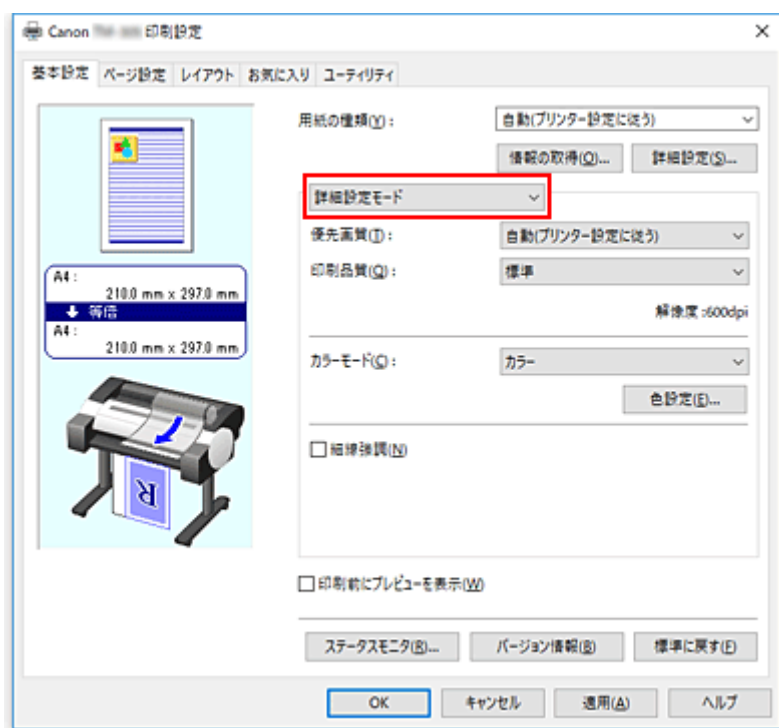 Canon 印刷設定
基本設定 ページ設定 レイアウト お気に入り ユーティリティ
用紙の種類(Y): 自動(プリンター設定に従う)
情報の取得(O)... 詳細設定(S)...
詳細設定モード
優先画質(T): 自動(プリンター設定に従う)
印刷品質(Q): 標準
解像度:600dpi
カラーモード(C): カラー
色設定(E)...
細線強調(N)
A4:
210.0 mm x 297.0 mm
等倍
A4:
210.0 mm x 297.0 mm
R
印刷前にプレビューを表示(W)
ステータスモニタ(R)... バージョン情報(B) 標準に戻す(F)
OK キャンセル 適用(A) ヘルプ